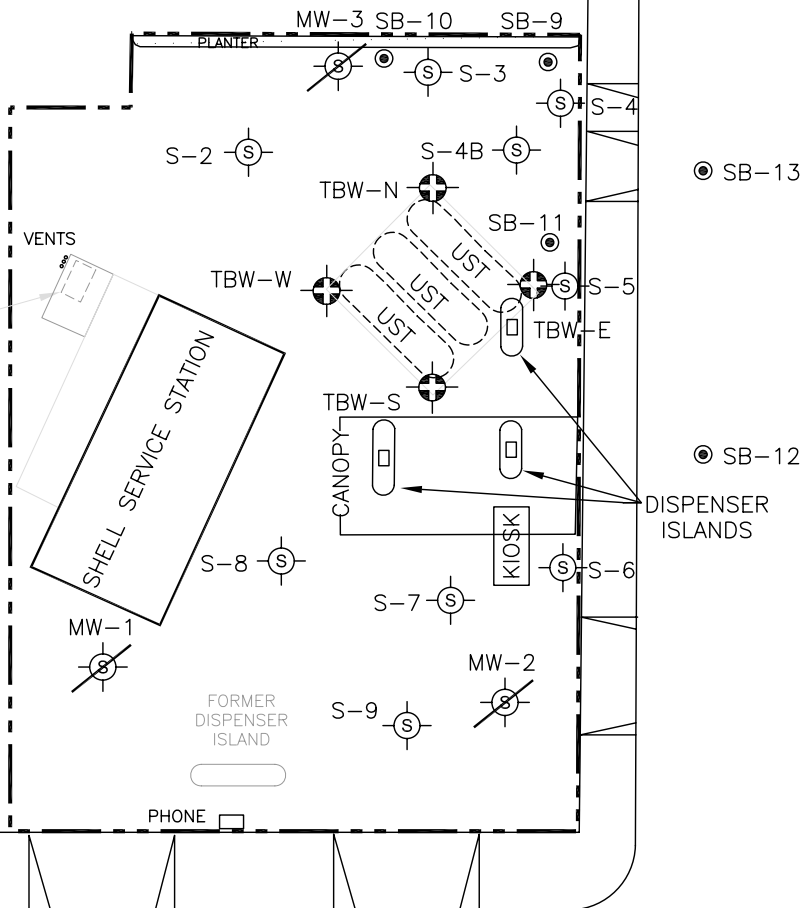 MW-3
SB-10
SB-9
PLANTER
S
S
S-3
S
S-4
S-2
S
S-4B
S
SB-13
TBW-N
SB-11
VENTS
UST
TBW-W
UST
S
S-5
UST
TBW-E
SHELL SERVICE STATION
TBW-S
CANOPY
SB-12
DISPENSER
ISLANDS
KIOSK
S-8
S
S
S-6
S-7
S
MW-1
S
MW-2
S
FORMER
DISPENSER
ISLAND
S-9
S
PHONE